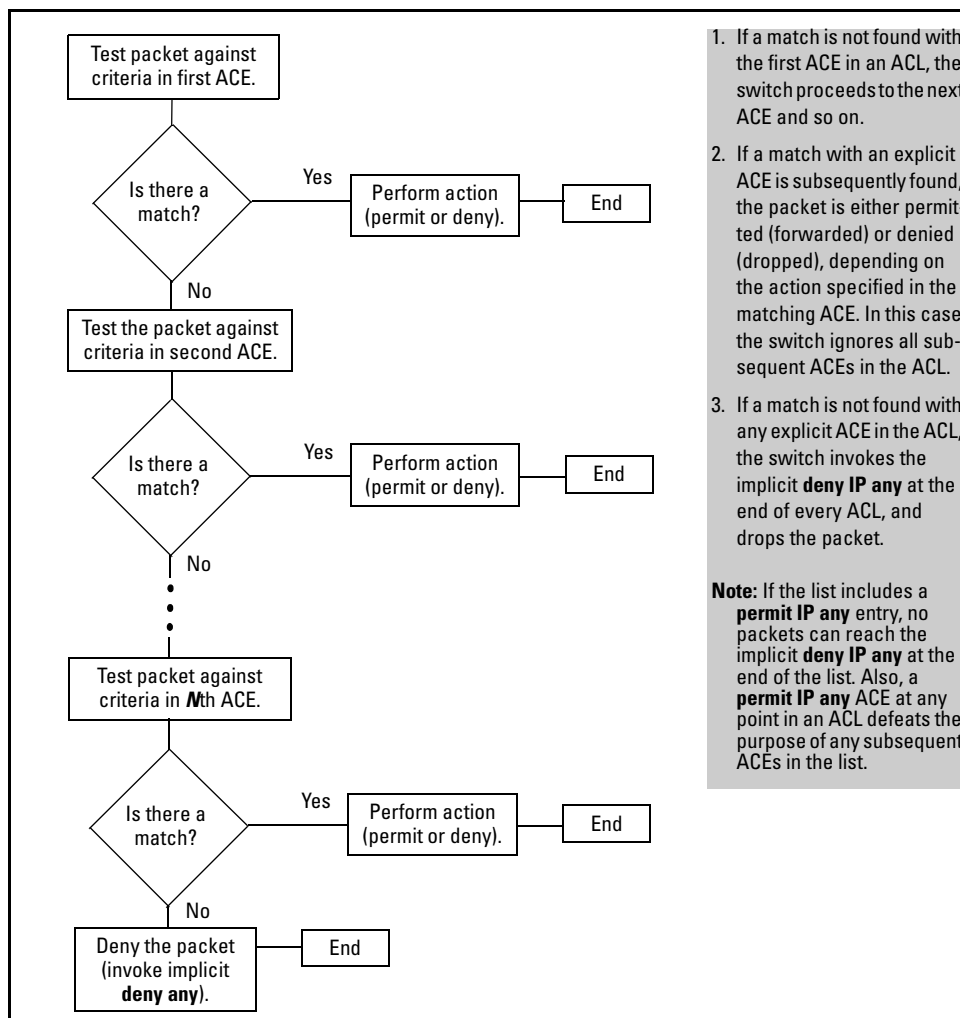 Test packet against
criteria in first ACE.
Is there a
match?
Yes
Perform action
(permit or deny).
End
No
Test the packet against
criteria in second ACE.
Is there a
match?
Yes
Perform action
(permit or deny).
End
No
Test packet against
criteria in Nth ACE.
Is there a
match?
Yes
Perform action
(permit or deny).
End
No
Deny the packet
(invoke implicit
deny any).
End
1. If a match is not found with
the first ACE in an ACL, the
switch proceeds to the next
ACE and so on.
2. If a match with an explicit
ACE is subsequently found,
the packet is either permit-
ted (forwarded) or denied
(dropped), depending on
the action specified in the
matching ACE. In this case
the switch ignores all sub-
sequent ACEs in the ACL.
3. If a match is not found with
any explicit ACE in the ACL,
the switch invokes the
implicit deny IP any at the
end of every ACL, and
drops the packet.
Note: If the list includes a
permit IP any entry, no
packets can reach the
implicit deny IP any at the
end of the list. Also, a
permit IP any ACE at any
point in an ACL defeats the
purpose of any subsequent
ACEs in the list.